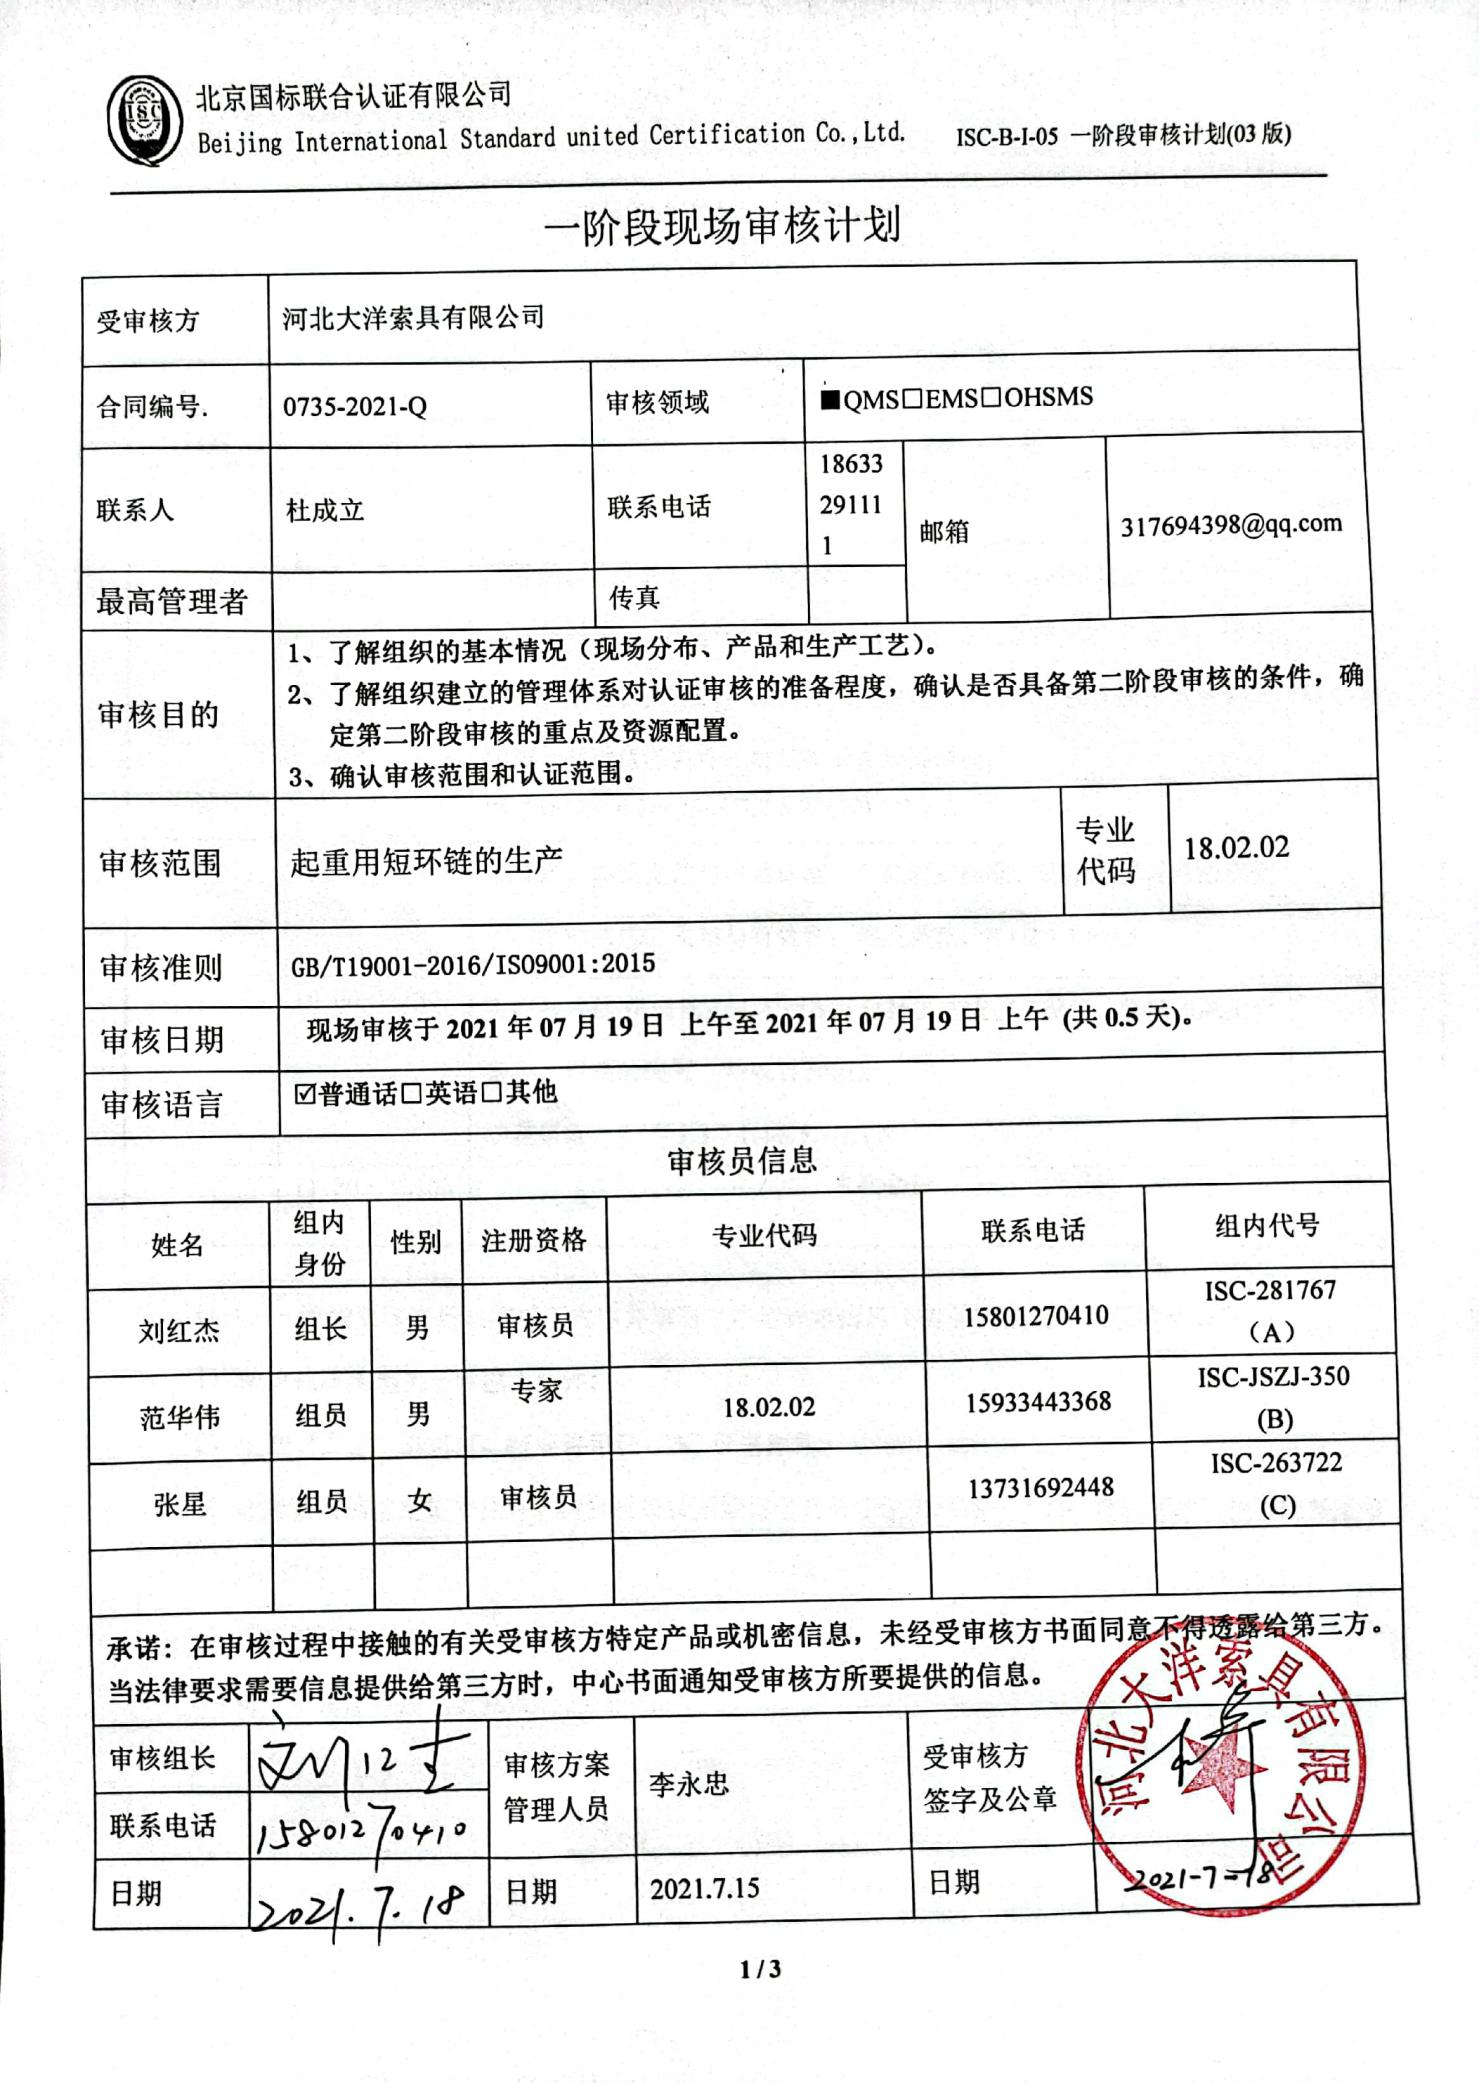 ISC
北京国标联合认证有限公司
Beijing International Standard united Certification Co.,Ltd. ISC-B-I-05 一阶段审核计划(03版)
一阶段现场审核计划
受审核方 河北大洋索具有限公司
合同编号. 0735-2021-Q 审核领域 ■QMS□EMS□OHSMS
联系人 杜成立 联系电话
18633
29111
1
邮箱 317694398@qq.com
最高管理者 传真
审核目的
1、了解组织的基本情况（现场分布、产品和生产工艺）。
2、了解组织建立的管理体系对认证审核的准备程度，确认是否具备第二阶段审核的条件，确
定第二阶段审核的重点及资源配置。
3、确认审核范围和认证范围。
审核范围 起重用短环链的生产
专业
代码
18.02.02
审核准则 GB/T19001-2016/ISO9001:2015
审核日期 现场审核于 2021 年 07 月 19 日 上午至 2021 年 07 月 19 日 上午 (共 0.5 天)。
审核语言 ☑普通话□英语□其他
审核员信息
姓名 组内 性别 注册资格 专业代码 联系电话 组内代号
身份
刘红杰 组长 男 审核员 15801270410 ISC-281767
（A）
范华伟 组员 男 专家 18.02.02 15933443368 ISC-JSZJ-350
(B)
张星 组员 女 审核员 13731692448 ISC-263722
(C)
承诺：在审核过程中接触的有关受审核方特定产品或机密信息，未经受审核方书面同意不得透露给第三方。
当法律要求需要信息提供给第三方时，中心书面通知受审核方所要提供的信息。
审核组长 刘红杰
审核方案
管理人员
李永忠
受审核方
签字及公章
河北大洋索具有限公司
联系电话 15801270410
日期 2021.7.18 日期 2021.7.15 日期 2021-7-18
1 / 3